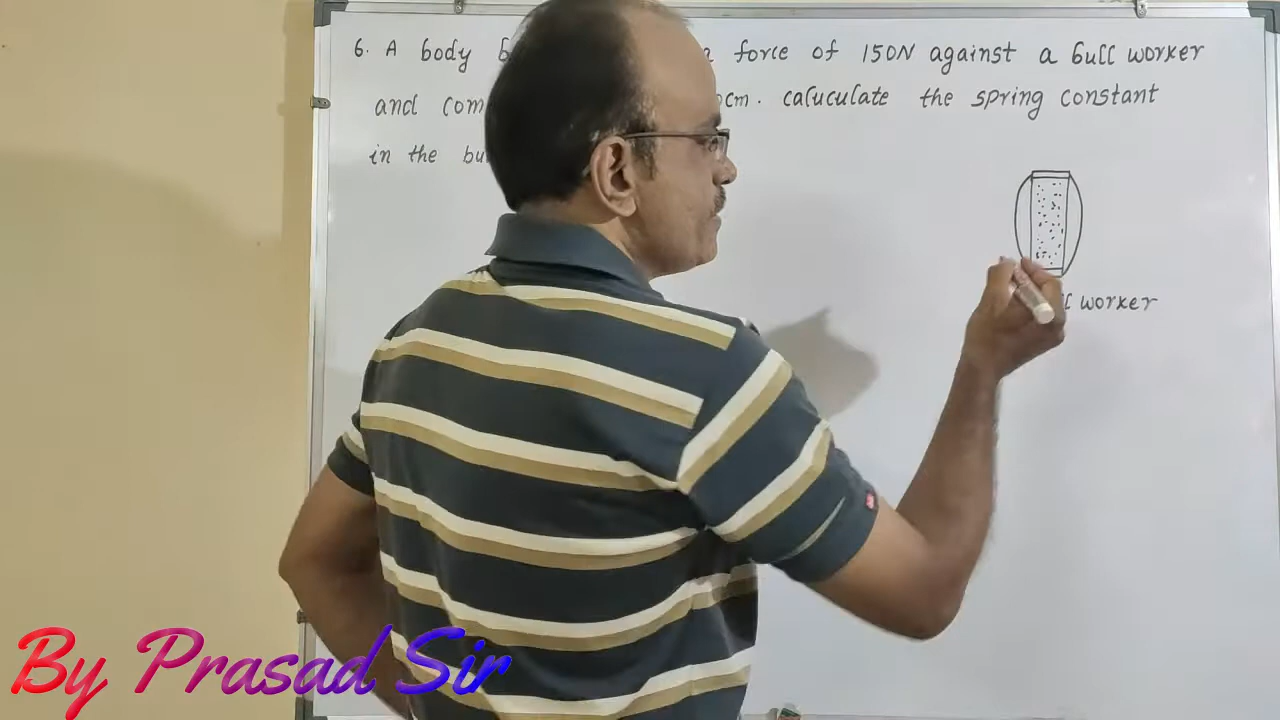 6. A body force of 150N against a bull worker
and com cm. caluculate the spring constant
in the bu
worker
By Prasad Sir